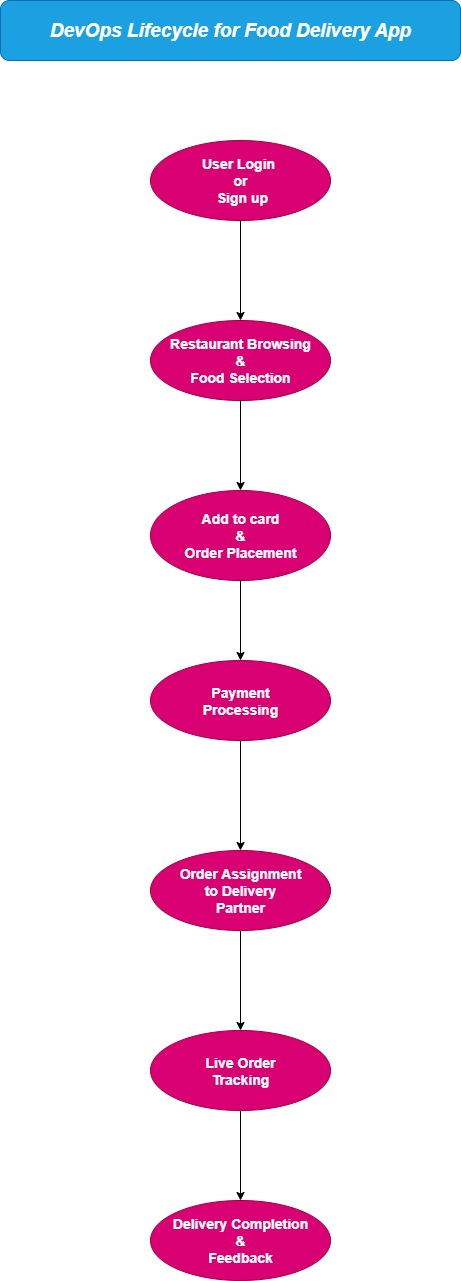 DevOps Lifecycle for Food Delivery App
User Login
or
Sign up
Restaurant Browsing
&
Food Selection
Add to card
&
Order Placement
Payment
Processing
Order Assignment
to Delivery
Partner
Live Order
Tracking
Delivery Completion
&
Feedback